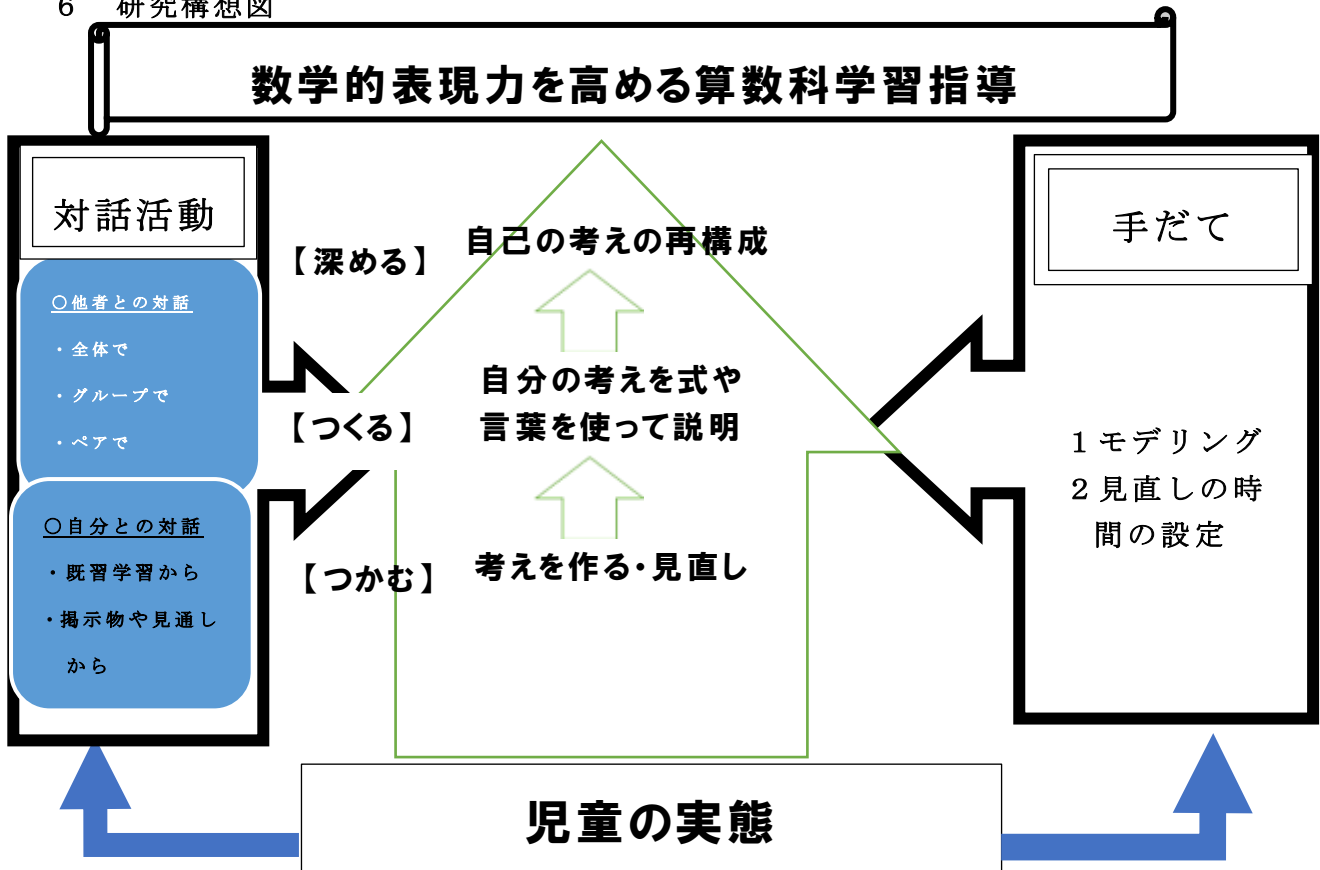 6 研究構想図
数学的表現力を高める算数科学習指導
対話活動
○他者との対話
・全体で
・グループで
・ペアで
○自分との対話
・既習学習から
・掲示物や見通し
から
【深める】
自己の考えの再構成
【つくる】
自分の考えを式や
言葉を使って説明
【つかむ】
考えを作る・見直し
手だて
1モデリング
2見直しの時
間の設定
児童の実態